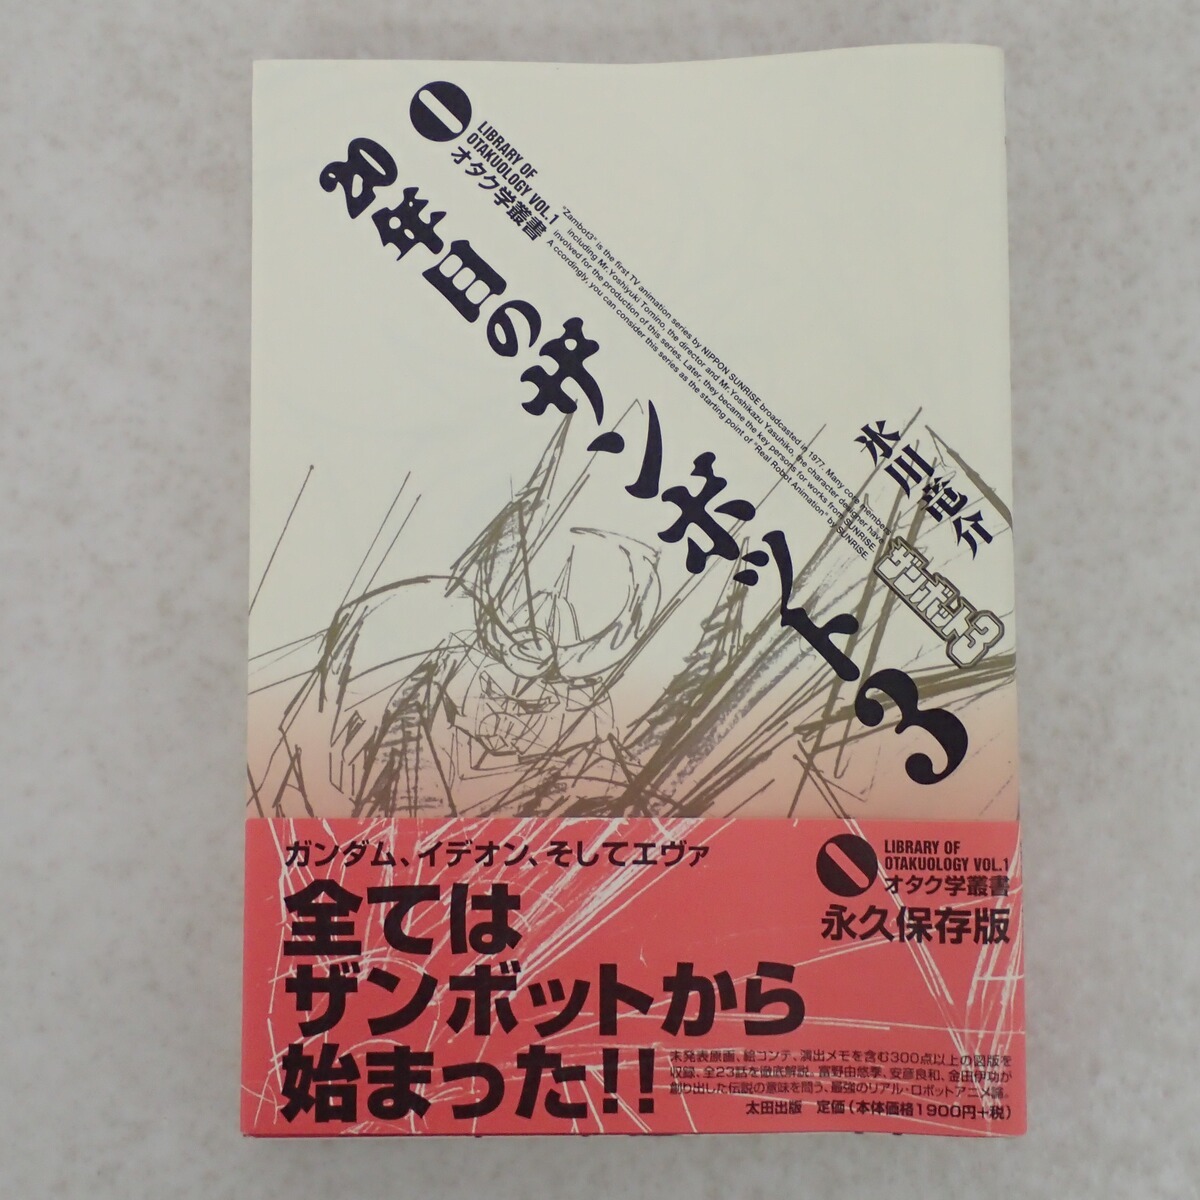 LIBRARY OF
OTAKUOLOGY VOL.1
オタク学叢書
20年目のザンボット3
"Zambot3" is the first TV animation series by NIPPON SUNRISE broadcasted in 1977. Many core members
including Mr. Yoshiyuki Tomino, the director and Mr. Yoshikazu Yasuhiko, the character designer have
involved for the production of this series. Later, they became the key persons for works from SUNRISE.
Accordingly, you can consider this series as the starting point of "Real Robot Animation" by SUNRISE.
氷川竜介
ザンボット3
ガンダム、イデオン、そしてエヴァ
全ては
ザンボットから
始まった!!
LIBRARY OF
OTAKUOLOGY VOL.1
オタク学叢書
永久保存版
未発表原画、絵コンテ、演出メモを含む300点以上の図版を
収録、全23話を徹底解説。富野由悠季、安彦良和、金田伊功が
創り出した伝説の意味を問う、最強のリアル・ロボットアニメ論。
太田出版 定価(本体価格1900円+税)